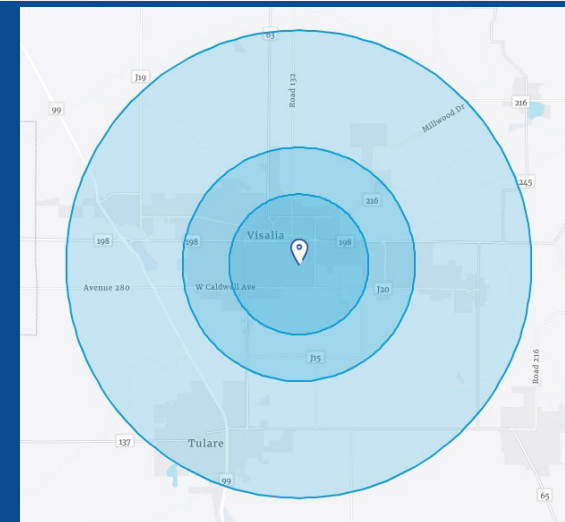 63
J19
Road 132
99
216
Millwood Dr
245
216
Visalia
198
198
198
Avenue 280
W Caldwell Ave
J20
J15
Road 216
137
Tulare
99
65